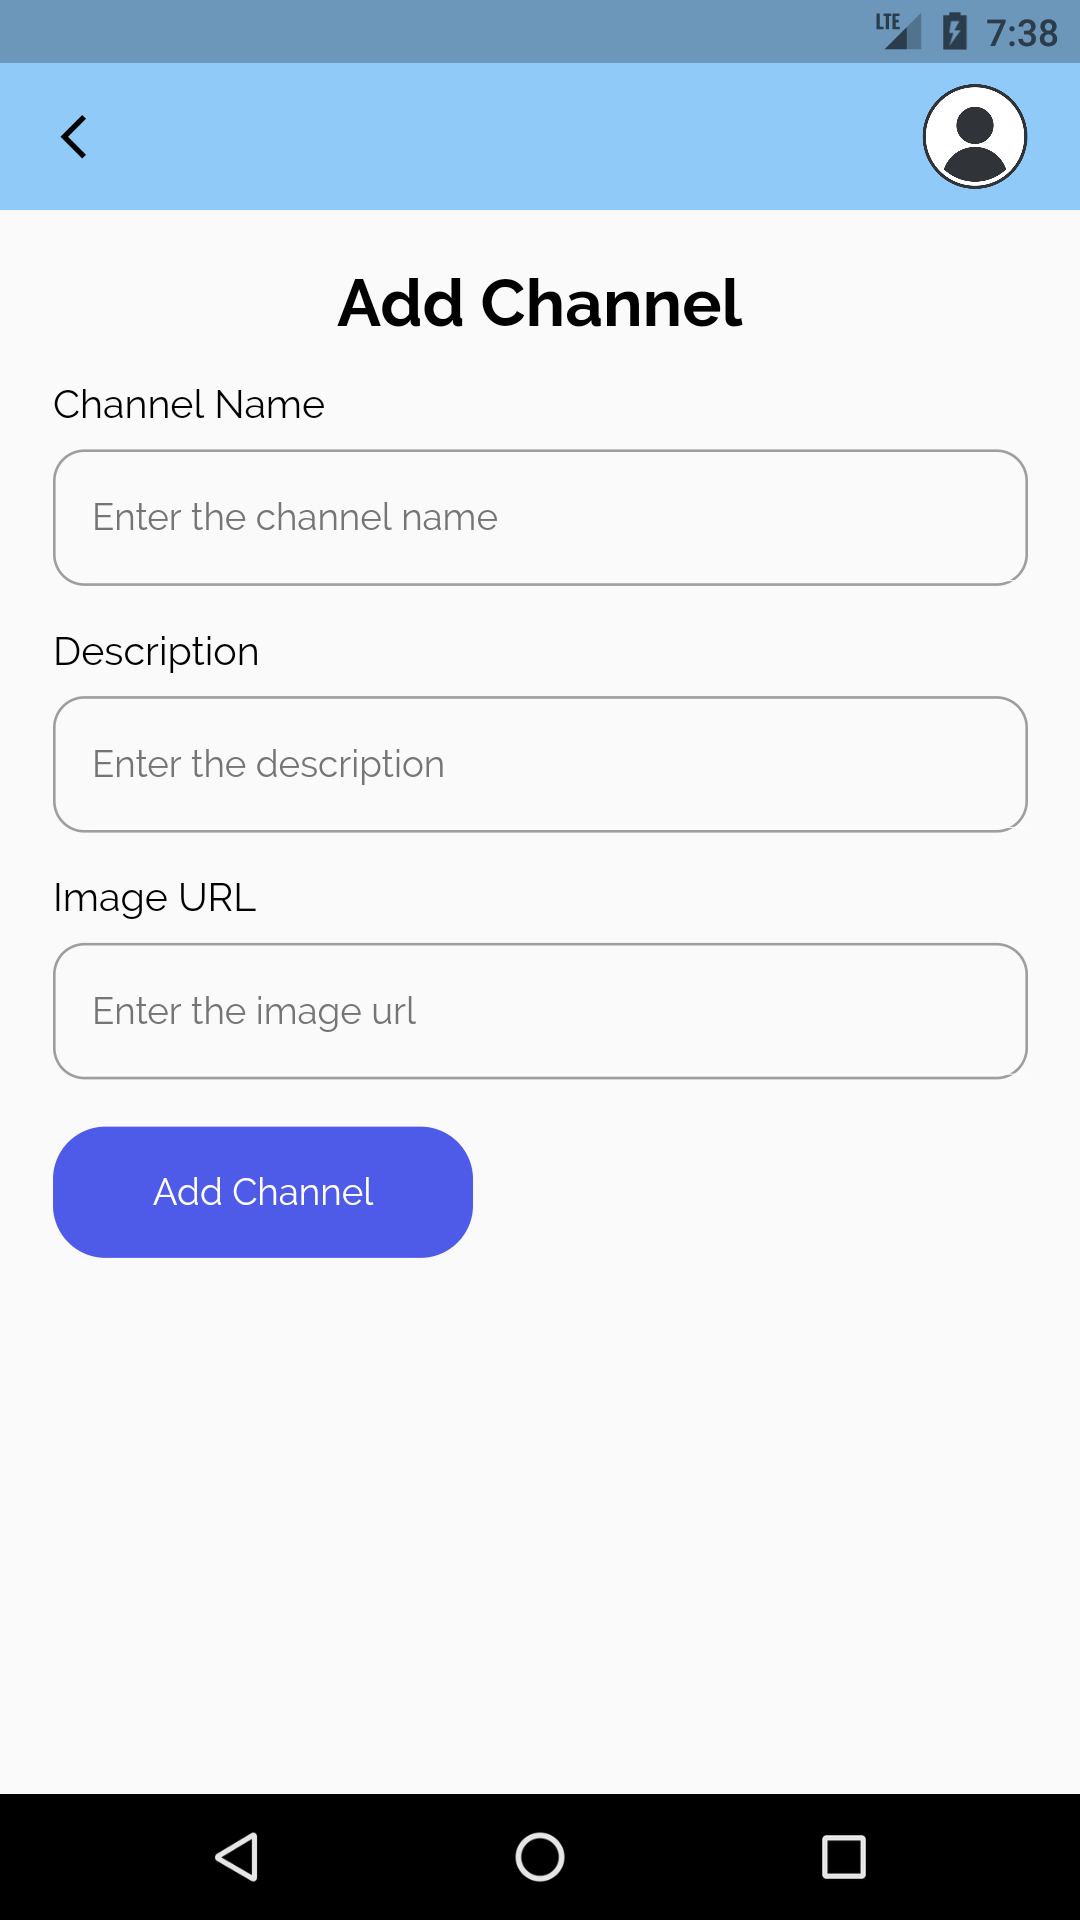 LTE 7:38
Add Channel
Channel Name
Enter the channel name
Description
Enter the description
Image URL
Enter the image url
Add Channel